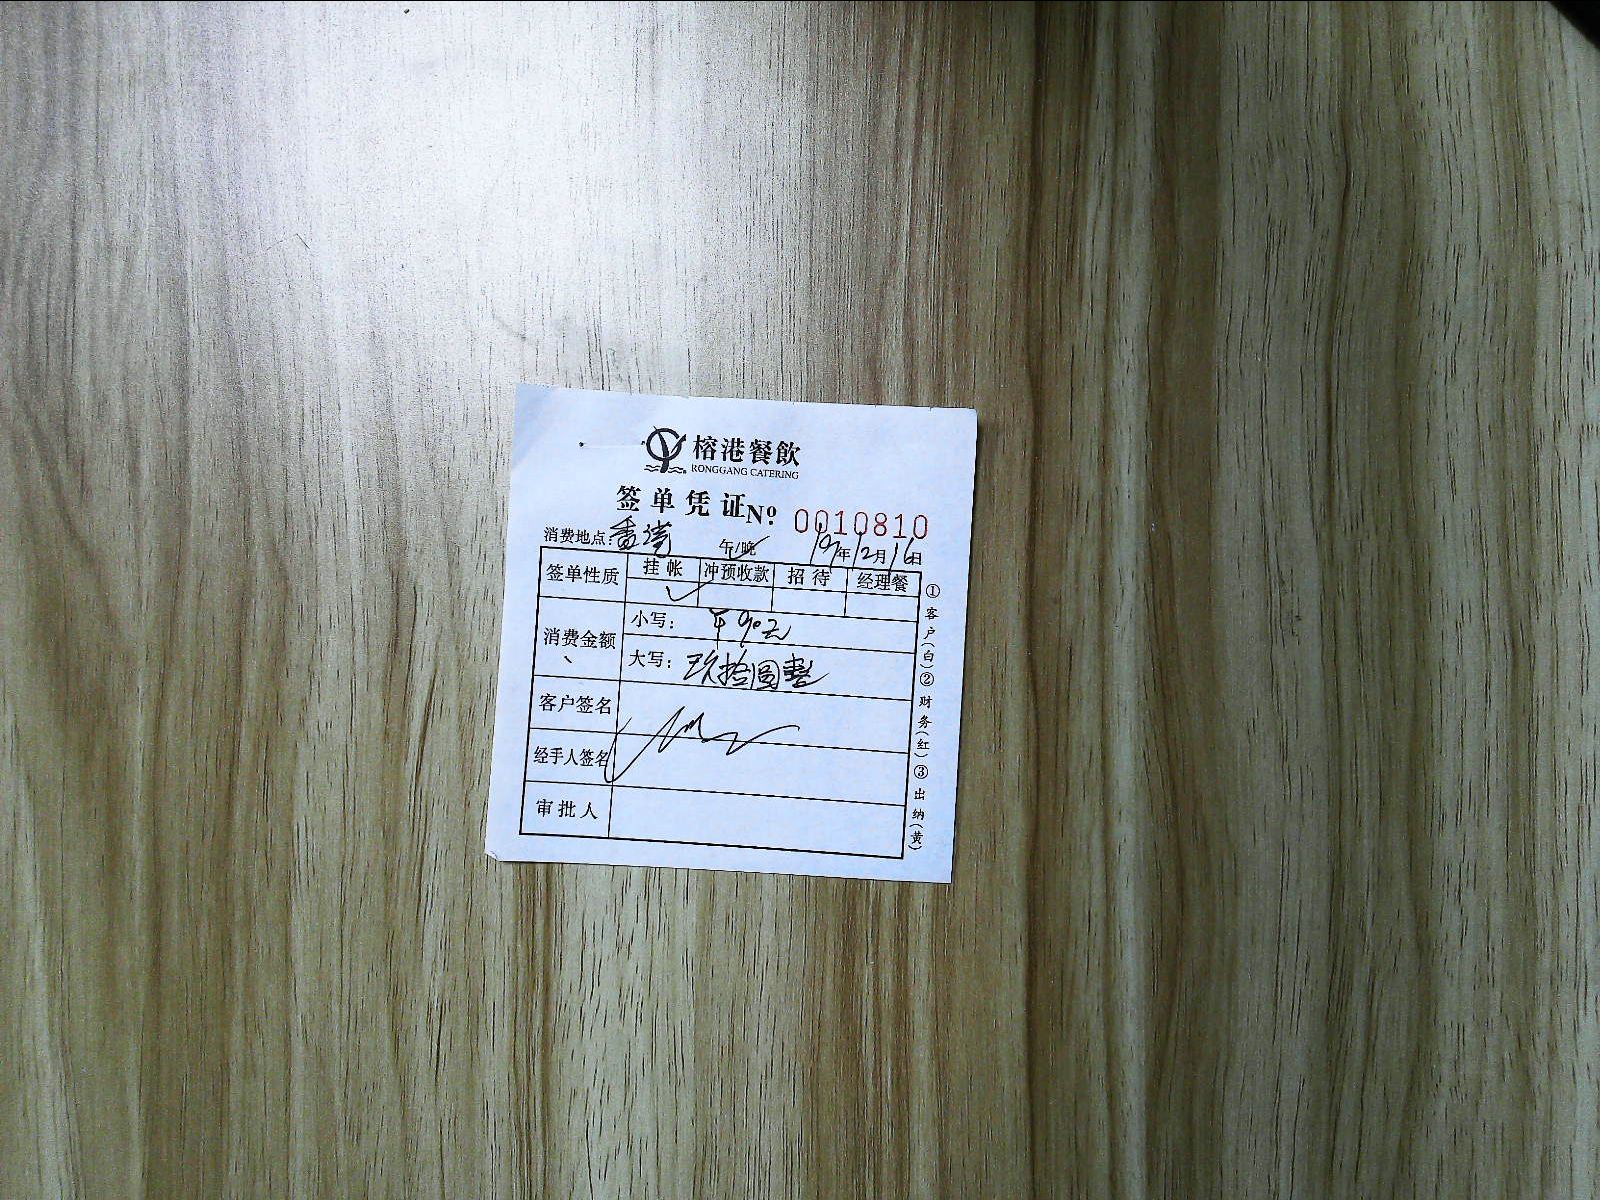 榕港餐飲
RONGGANG CATERING
签单凭证 Nº 0010810
消费地点：香港 午/晚 19年12月16日
签单性质 挂帐 冲预收款 招待 经理餐
✓
消费金额 小写：¥90元
大写：玖拾圆整
客户签名
经手人签名
审批人
①客户(白)②财务(红)③出纳(黄)